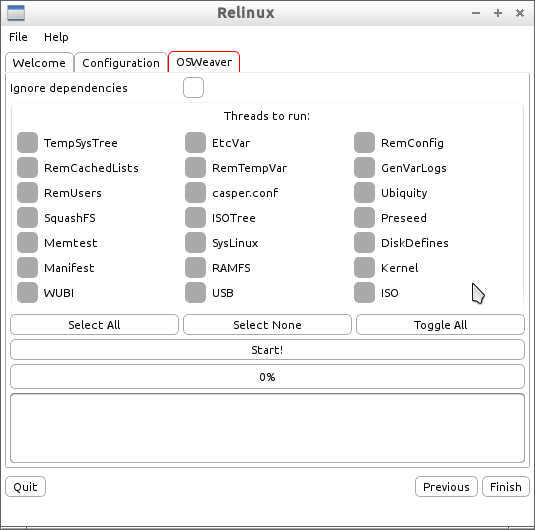 Relinux
File Help
Welcome Configuration OSWeaver
Ignore dependencies
Threads to run:
TempSysTree EtcVar RemConfig
RemCachedLists RemTempVar GenVarLogs
RemUsers casper.conf Ubiquity
SquashFS ISOTree Preseed
Memtest SysLinux DiskDefines
Manifest RAMFS Kernel
WUBI USB ISO
Select All Select None Toggle All
Start!
0%
Quit Previous Finish